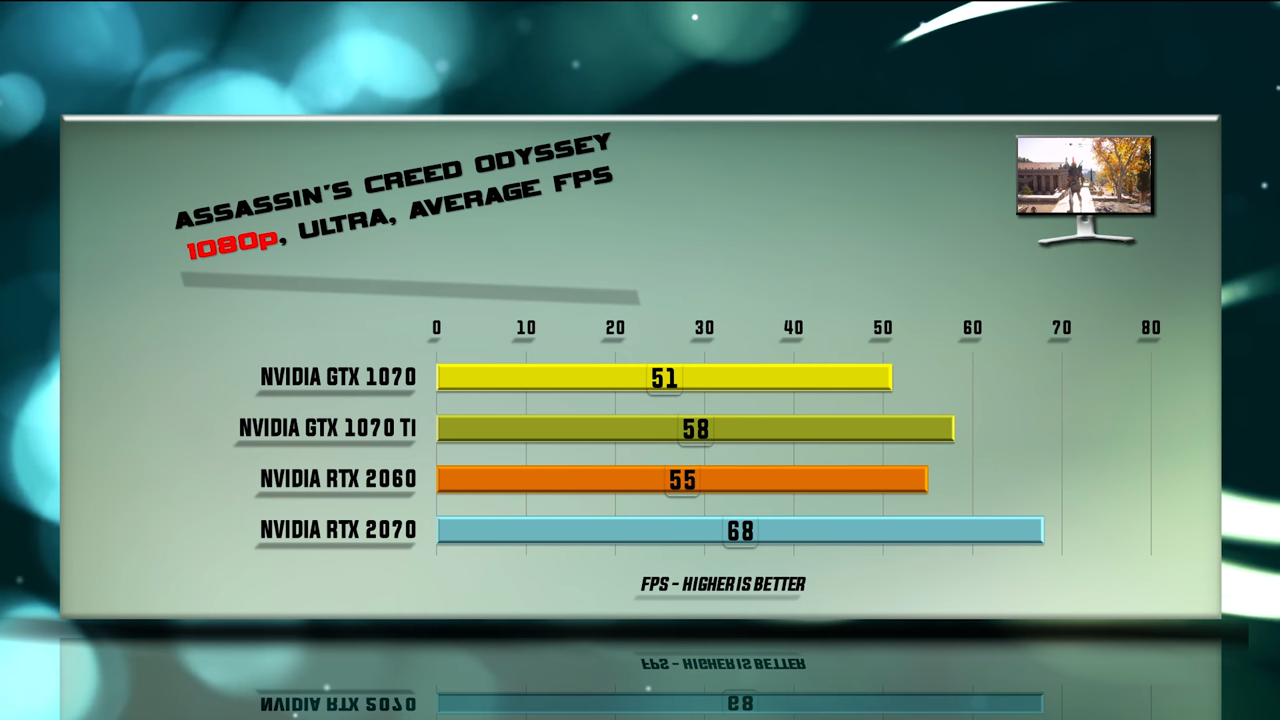 ASSASSIN'S CREED ODYSSEY
1080p, ULTRA, AVERAGE FPS
0 10 20 30 40 50 60 70 80
NVIDIA GTX 1070 51
NVIDIA GTX 1070 TI 58
NVIDIA RTX 2060 55
NVIDIA RTX 2070 68
FPS - HIGHER IS BETTER